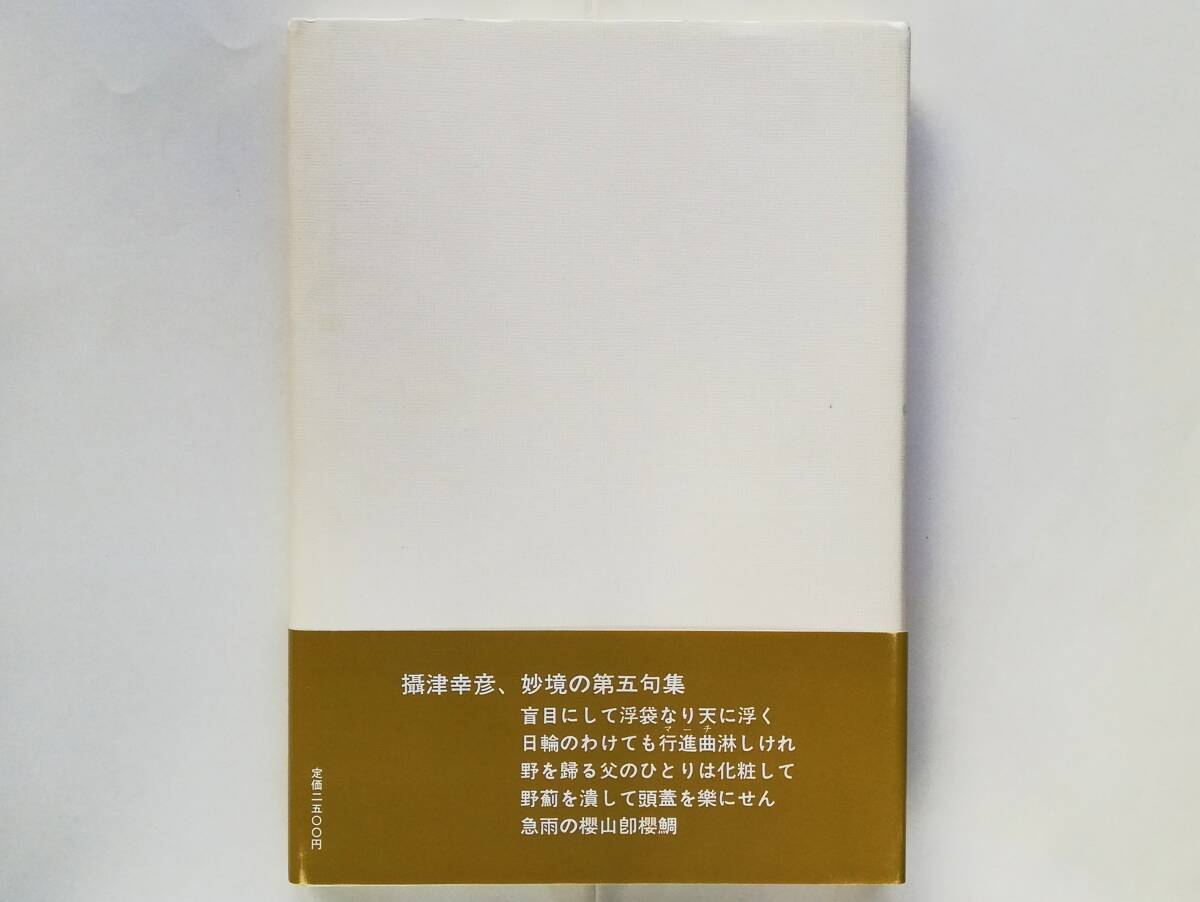 攝津幸彦、妙境の第五句集
盲目にして浮袋なり天に浮く
マーチ
日輪のわけても行進曲淋しけれ
野を歸る父のひとりは化粧して
野薊を潰して頭蓋を樂にせん
急雨の櫻山卽櫻鯛
定価二五〇〇円